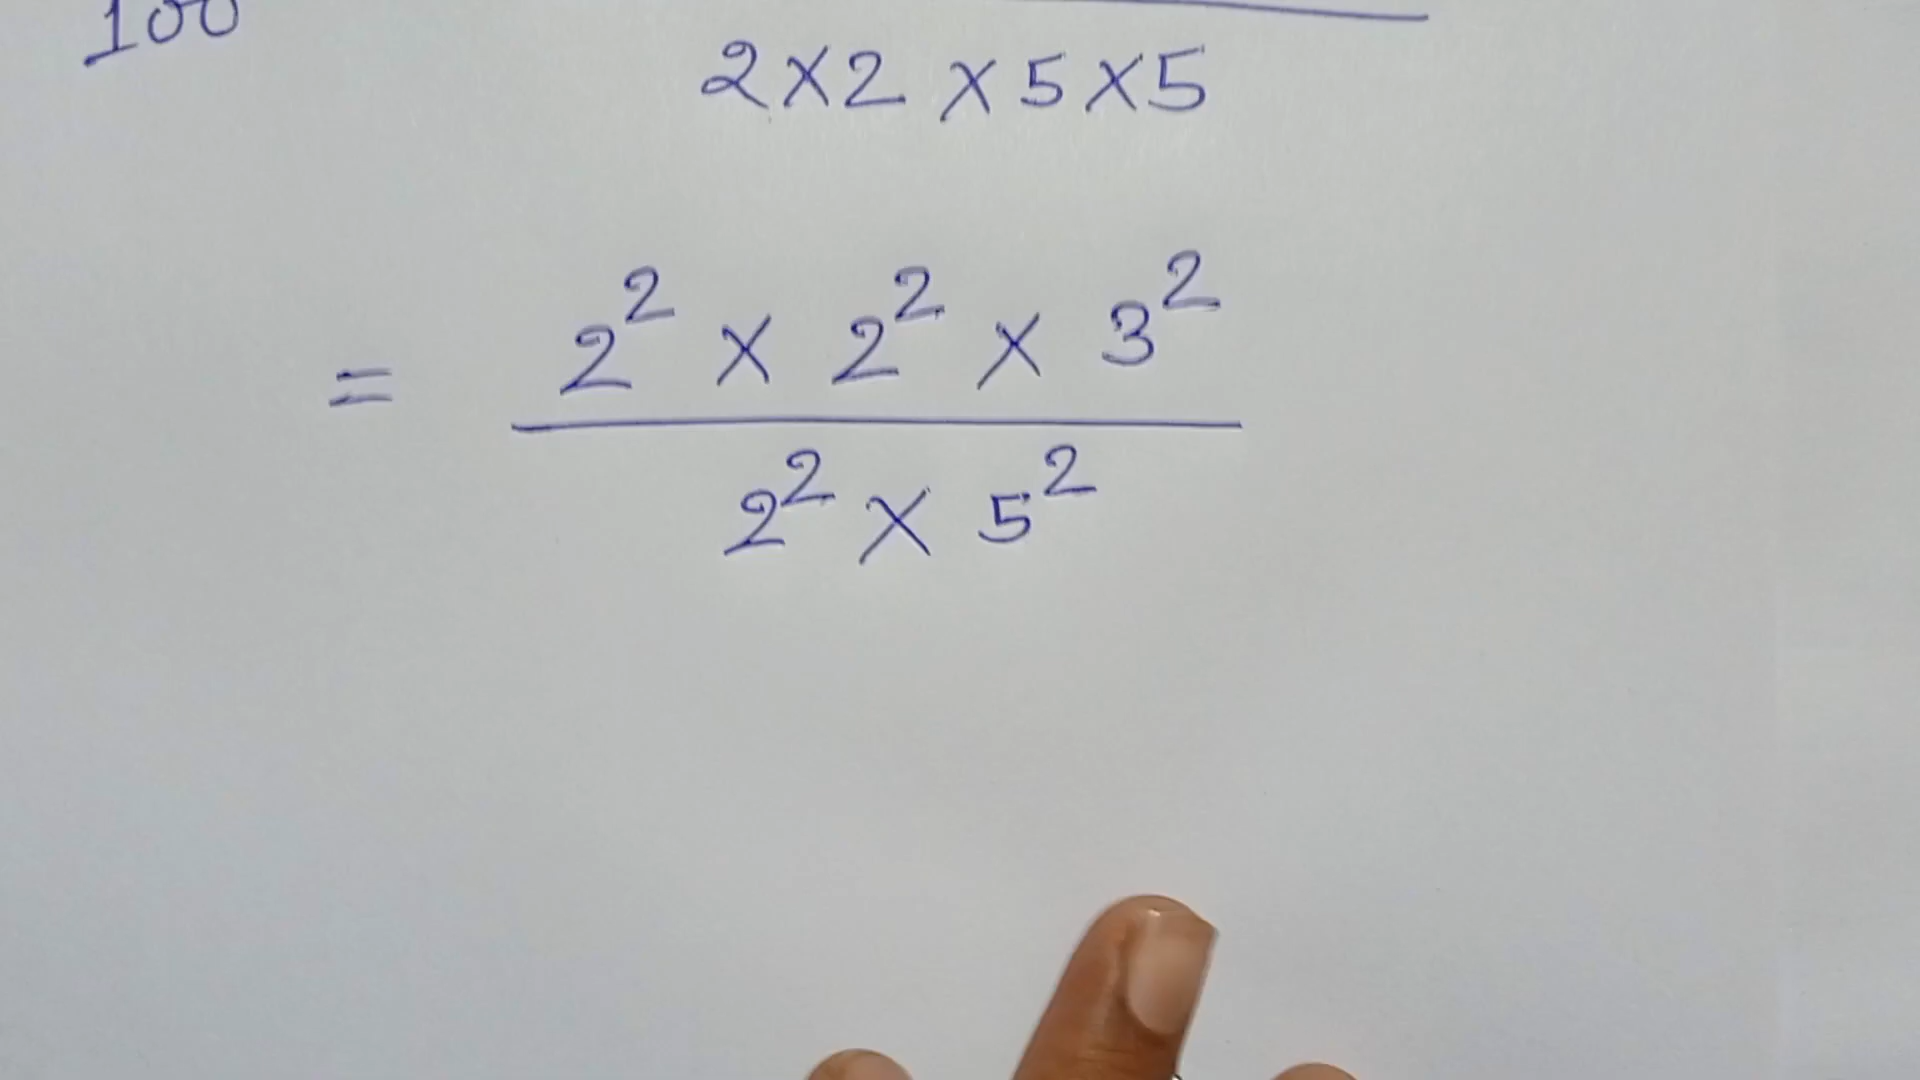 100
2×2×5×5
= 2² × 2² × 3²
2² × 5²